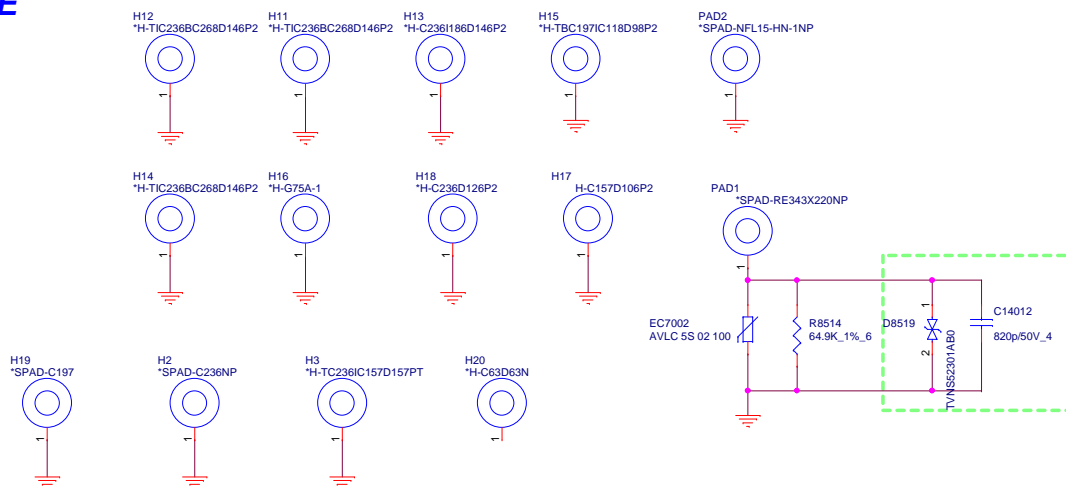 E
H12
*H-TIC236BC268D146P2
1
H11
*H-TIC236BC268D146P2
1
H13
*H-C236I186D146P2
1
H15
*H-TBC197IC118D98P2
1
PAD2
*SPAD-NFL15-HN-1NP
1
H14
*H-TIC236BC268D146P2
1
H16
*H-G75A-1
1
H18
*H-C236D126P2
1
H17
H-C157D106P2
1
PAD1
*SPAD-RE343X220NP
1
EC7002
AVLC 5S 02 100
R8514
64.9K_1%_6
D8519
1
2
TVNS52301AB0
C14012
820p/50V_4
H19
*SPAD-C197
1
H2
*SPAD-C236NP
1
H3
*H-TC236IC157D157PT
1
H20
*H-C63D63N
1